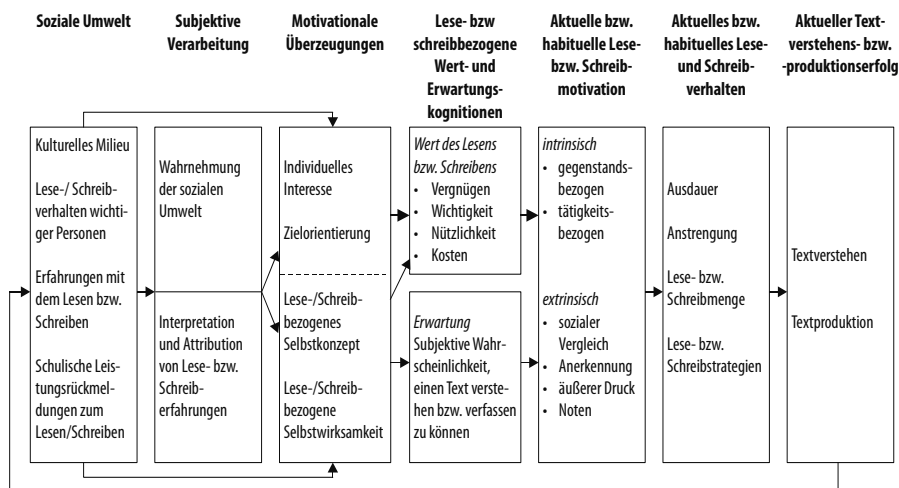 Soziale Umwelt
Subjektive
Verarbeitung
Motivationale
Überzeugungen
Lese- bzw
schreibbezogene
Wert- und
Erwartungs-
kognitionen
Aktuelle bzw.
habituelle Lese-
bzw. Schreib-
motivation
Aktuelles bzw.
habituelles Lese-
und Schreib-
verhalten
Aktueller Text-
verstehens- bzw.
-produktionserfolg
Kulturelles Milieu
Lese-/ Schreib-
verhalten wichti-
ger Personen
Erfahrungen mit
dem Lesen bzw.
Schreiben
Schulische Leis-
tungsrückmel-
dungen zum
Lesen/Schreiben
Wahrnehmung
der sozialen
Umwelt
Interpretation
und Attribution
von Lese- bzw.
Schreib-
erfahrungen
Individuelles
Interesse
Zielorientierung
Lese-/Schreib-
bezogenes
Selbstkonzept
Lese-/Schreib-
bezogene
Selbstwirksamkeit
Wert des Lesens
bzw. Schreibens
• Vergnügen
• Wichtigkeit
• Nützlichkeit
• Kosten
Erwartung
Subjektive Wahr-
scheinlichkeit,
einen Text verste-
hen bzw. verfassen
zu können
intrinsisch
• gegenstands-
bezogen
• tätigkeits-
bezogen
extrinsisch
• sozialer
Vergleich
• Anerkennung
• äußerer Druck
• Noten
Ausdauer
Anstrengung
Lese- bzw.
Schreibmenge
Lese- bzw.
Schreibstrategien
Textverstehen
Textproduktion